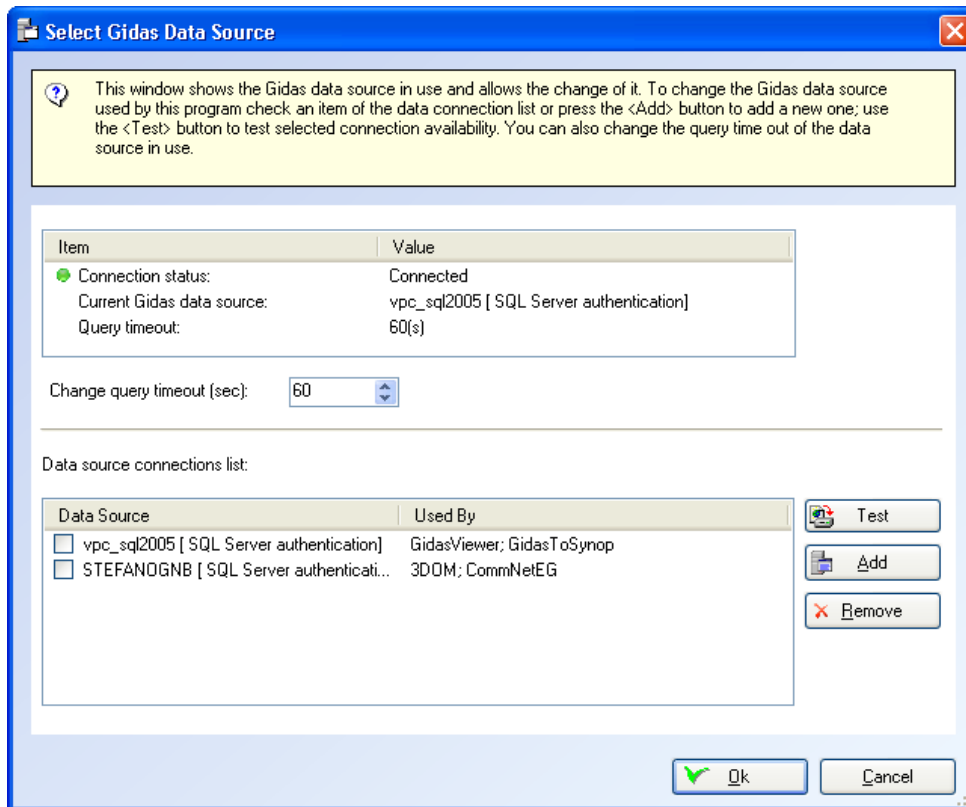 Select Gidas Data Source
This window shows the Gidas data source in use and allows the change of it. To change the Gidas data source
used by this program check an item of the data connection list or press the <Add> button to add a new one; use
the <Test> button to test selected connection availability. You can also change the query time out of the data
source in use.
Item Value
Connection status: Connected
Current Gidas data source: vpc_sql2005 [ SQL Server authentication]
Query timeout: 60(s)
Change query timeout (sec): 60
Data source connections list:
Data Source Used By
vpc_sql2005 [ SQL Server authentication] GidasViewer; GidasToSynop
STEFANOGNB [ SQL Server authenticati... 3DOM; CommNetEG
Test
Add
Remove
Ok Cancel